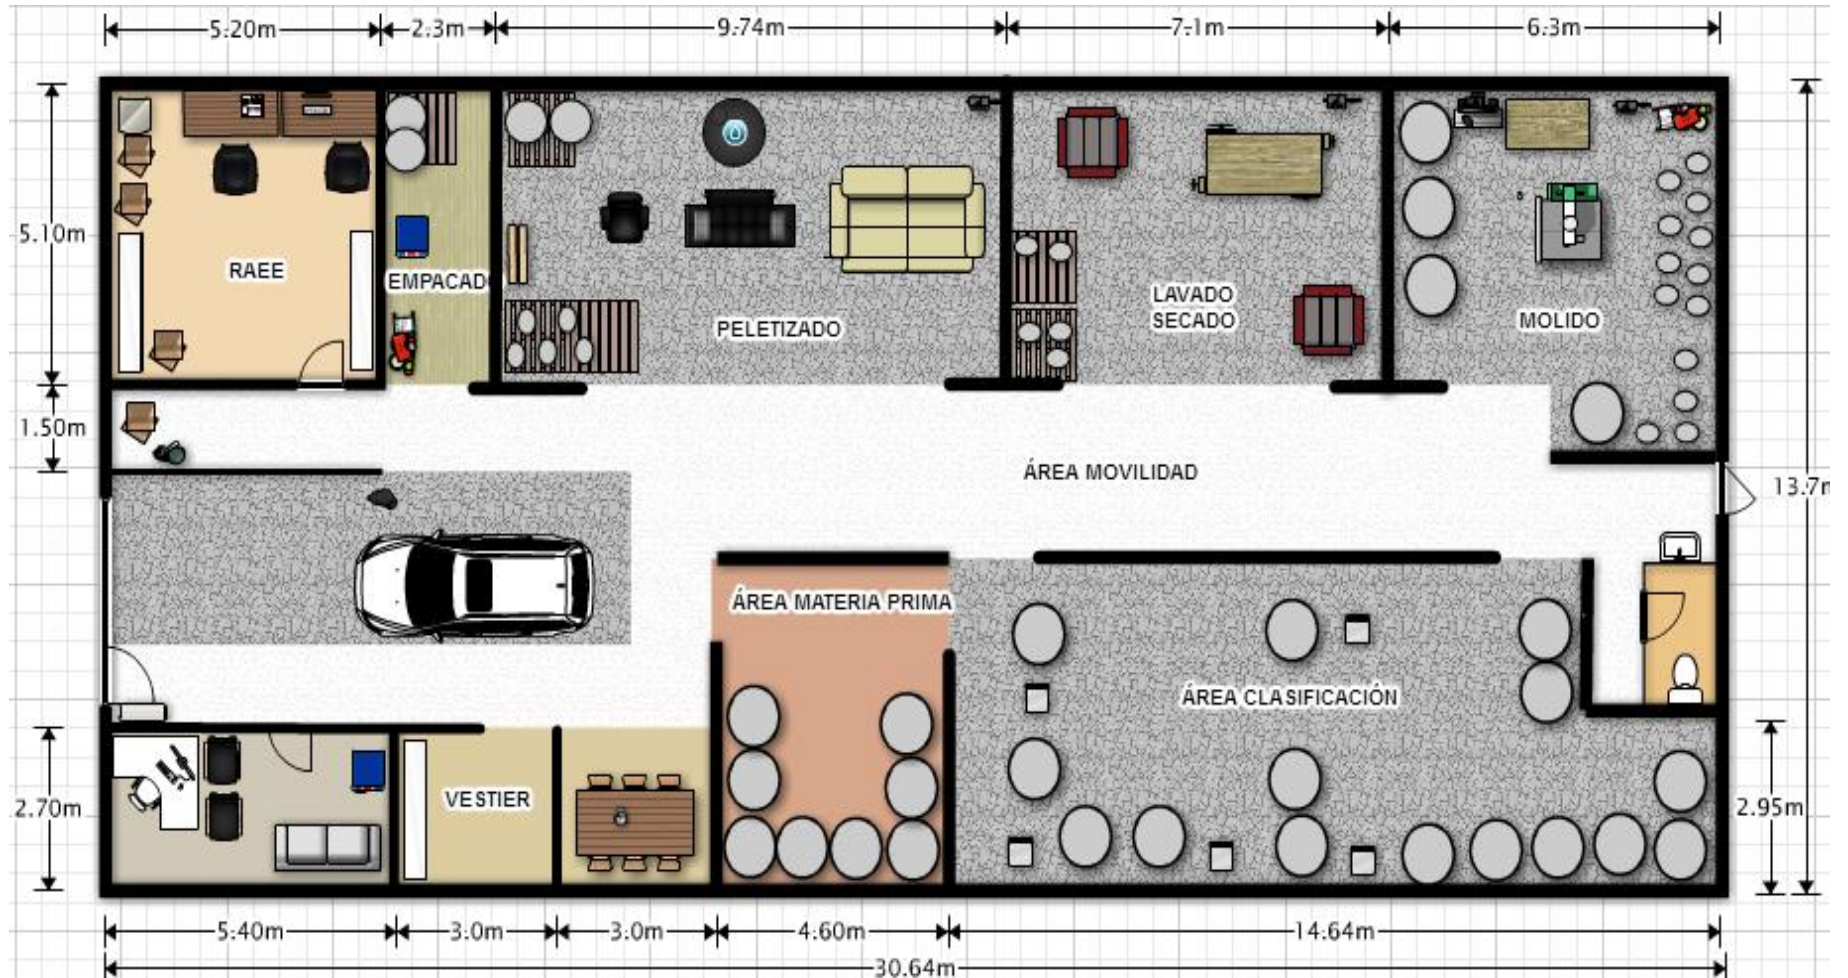 5.20m
2.3m
9.74m
7.1m
6.3m
5.10m
RAEE
EMPACAD
PELETIZADO
LAVADO
SECADO
MOLIDO
1.50m
ÁREA MOVILIDAD
13.7m
ÁREA MATERIA PRIMA
ÁREA CLASIFICACIÓN
VESTIER
2.70m
2.95m
5.40m
3.0m
3.0m
4.60m
14.64m
30.64m